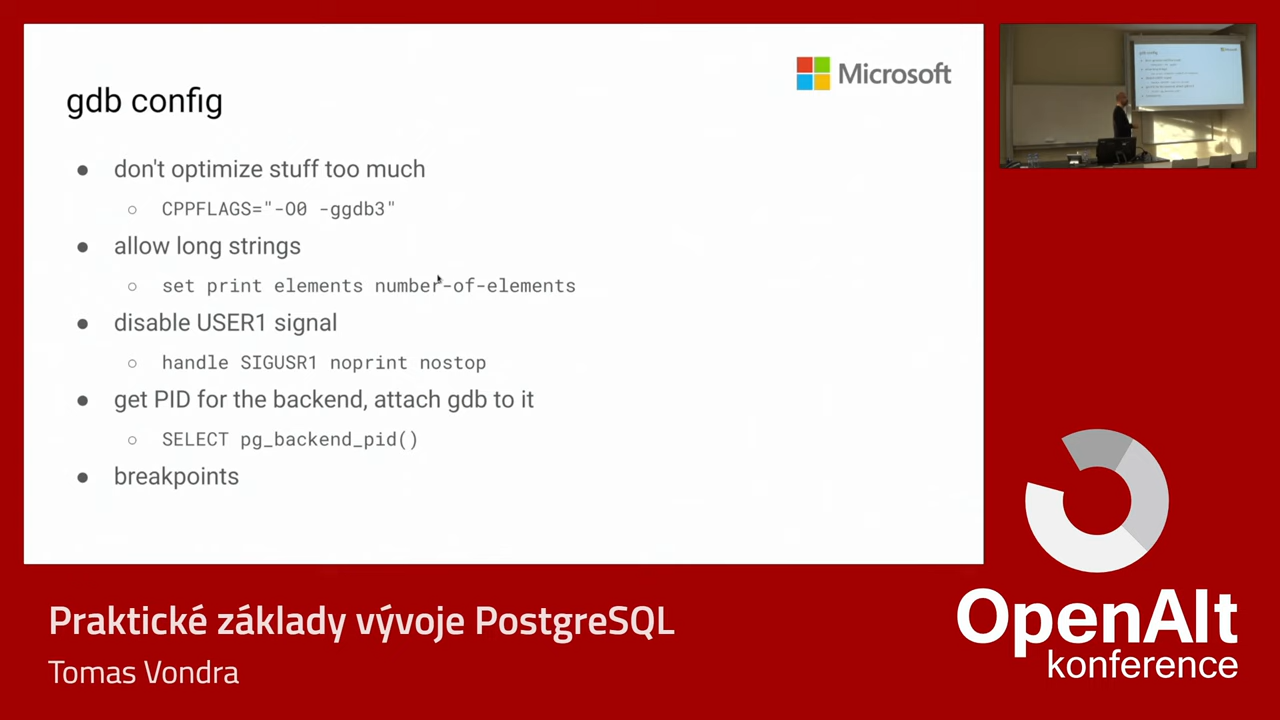 gdb config
Microsoft
● don't optimize stuff too much
○ CPPFLAGS="-O0 -ggdb3"
● allow long strings
○ set print elements number-of-elements
● disable USER1 signal
○ handle SIGUSR1 noprint nostop
● get PID for the backend, attach gdb to it
○ SELECT pg_backend_pid()
● breakpoints
Praktické základy vývoje PostgreSQL
Tomas Vondra
OpenAlt
konference